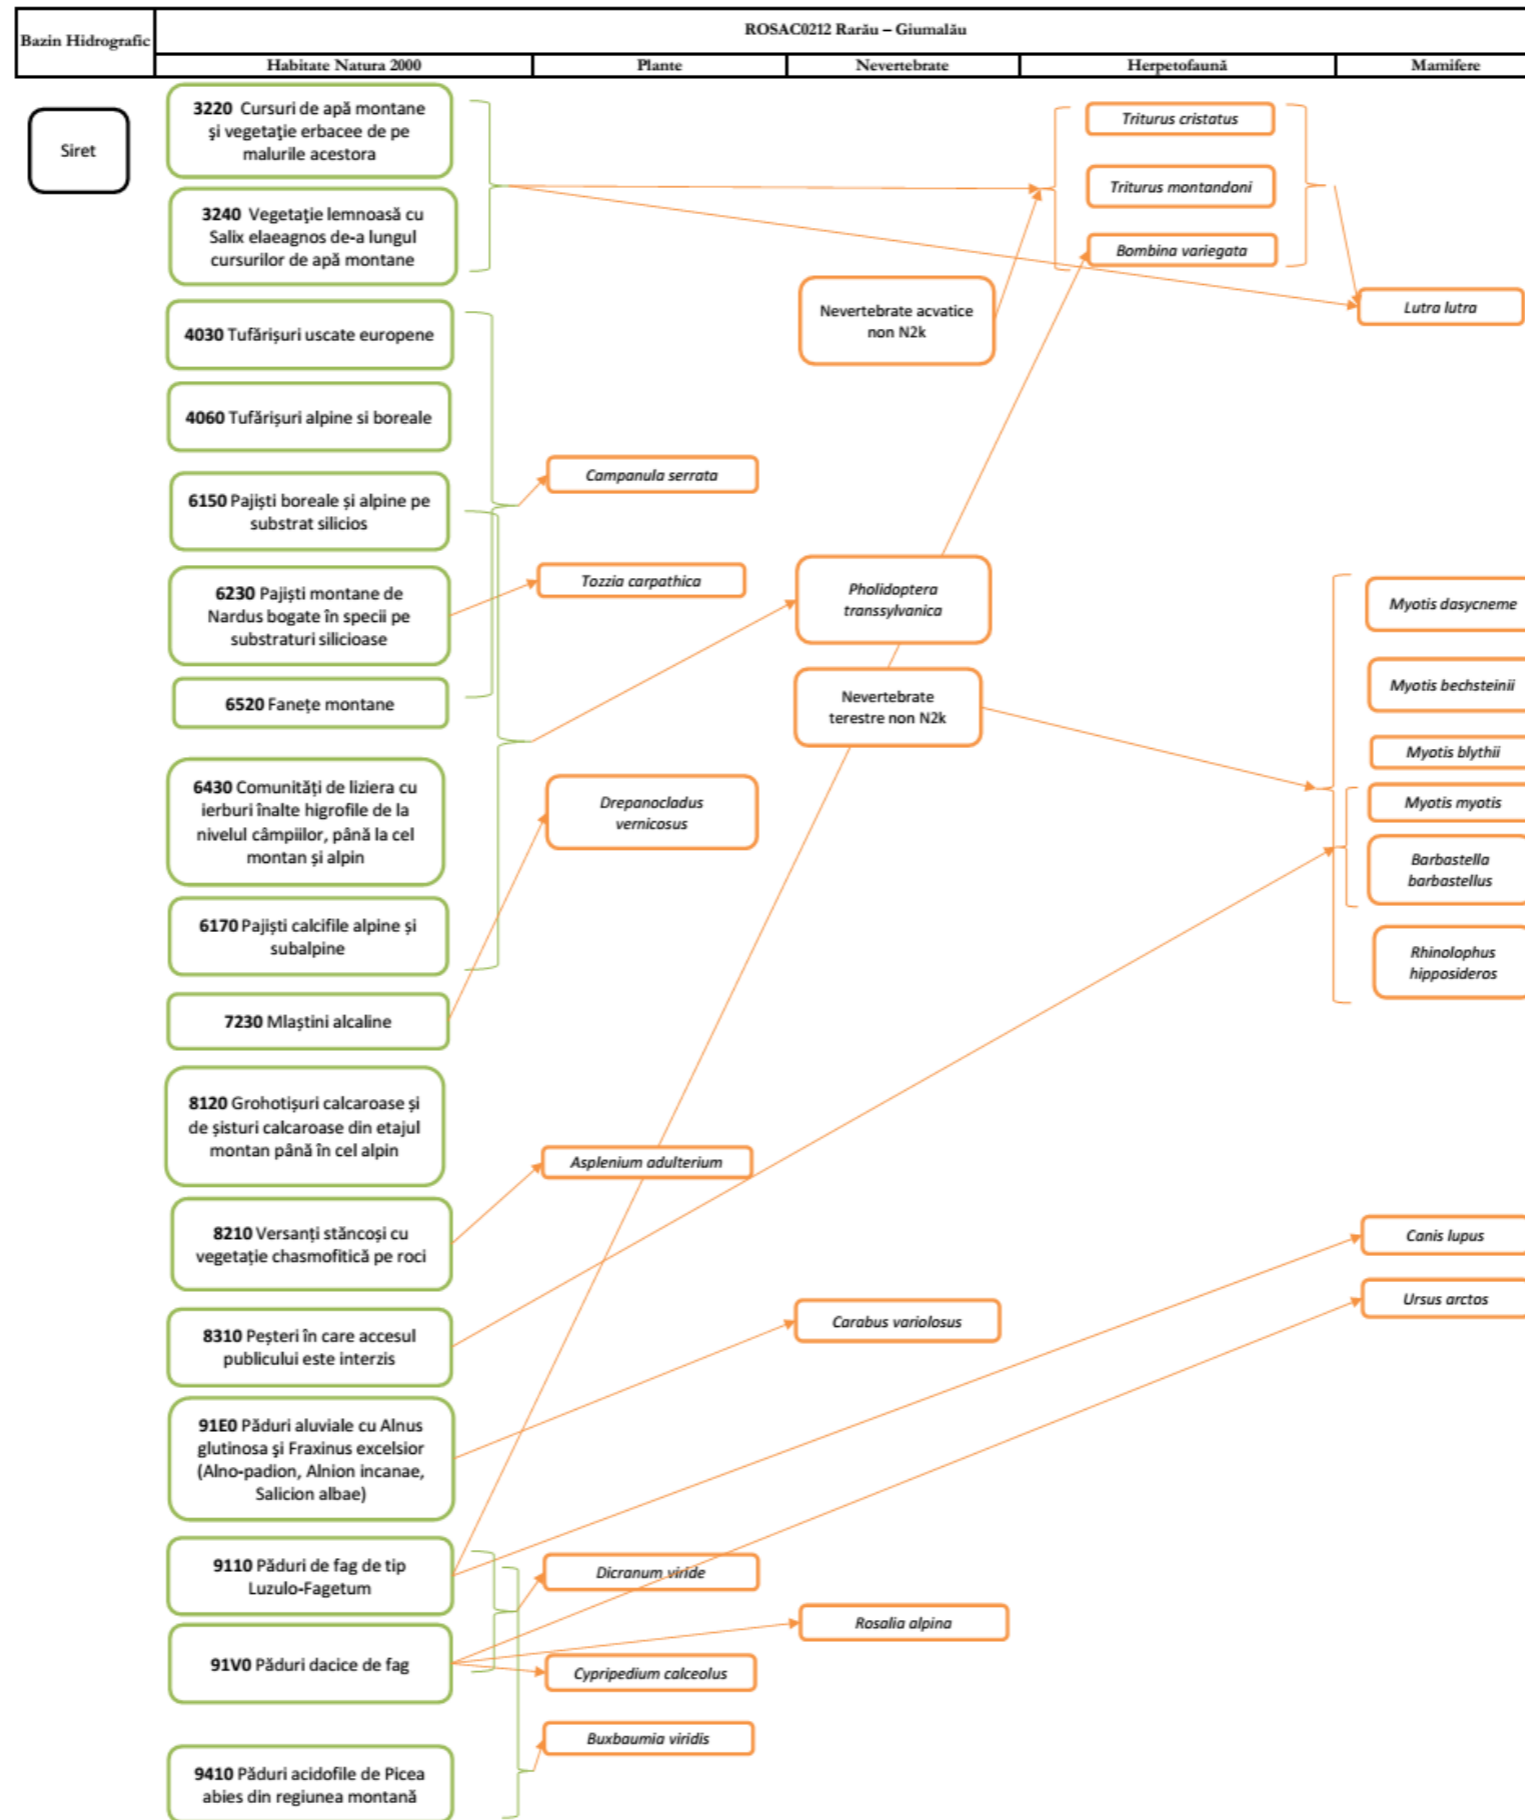 Bazin Hidrografic
ROSAC0212 Rarău – Giumalău
Habitate Natura 2000
Plante
Nevertebrate
Herpetofaună
Mamifere
Siret
3220 Cursuri de apă montane
şi vegetaţie erbacee de pe
malurile acestora
3240 Vegetaţie lemnoasă cu
Salix elaeagnos de-a lungul
cursurilor de apă montane
4030 Tufărișuri uscate europene
4060 Tufărișuri alpine si boreale
6150 Pajiști boreale și alpine pe
substrat silicios
6230 Pajiști montane de
Nardus bogate în specii pe
substraturi silicioase
6520 Fanețe montane
6430 Comunități de liziera cu
ierburi înalte higrofile de la
nivelul câmpiilor, până la cel
montan și alpin
6170 Pajiști calcifile alpine și
subalpine
7230 Mlaștini alcaline
8120 Grohotișuri calcaroase și
de șisturi calcaroase din etajul
montan până în cel alpin
8210 Versanți stăncoși cu
vegetație chasmofitică pe roci
8310 Peșteri în care accesul
publicului este interzis
91E0 Păduri aluviale cu Alnus
glutinosa şi Fraxinus excelsior
(Alno-padion, Alnion incanae,
Salicion albae)
9110 Păduri de fag de tip
Luzulo-Fagetum
91V0 Păduri dacice de fag
9410 Păduri acidofile de Picea
abies din regiunea montană
Campanula serrata
Tozzia carpathica
Drepanocladus
vernicosus
Asplenium adulterium
Dicranum viride
Cypripedium calceolus
Buxbaumia viridis
Nevertebrate acvatice
non N2k
Pholidoptera
transsylvanica
Nevertebrate
terestre non N2k
Carabus variolosus
Rosalia alpina
Triturus cristatus
Triturus montandoni
Bombina variegata
Lutra lutra
Myotis dasycneme
Myotis bechsteinii
Myotis blythii
Myotis myotis
Barbastella
barbastellus
Rhinolophus
hipposideros
Canis lupus
Ursus arctos